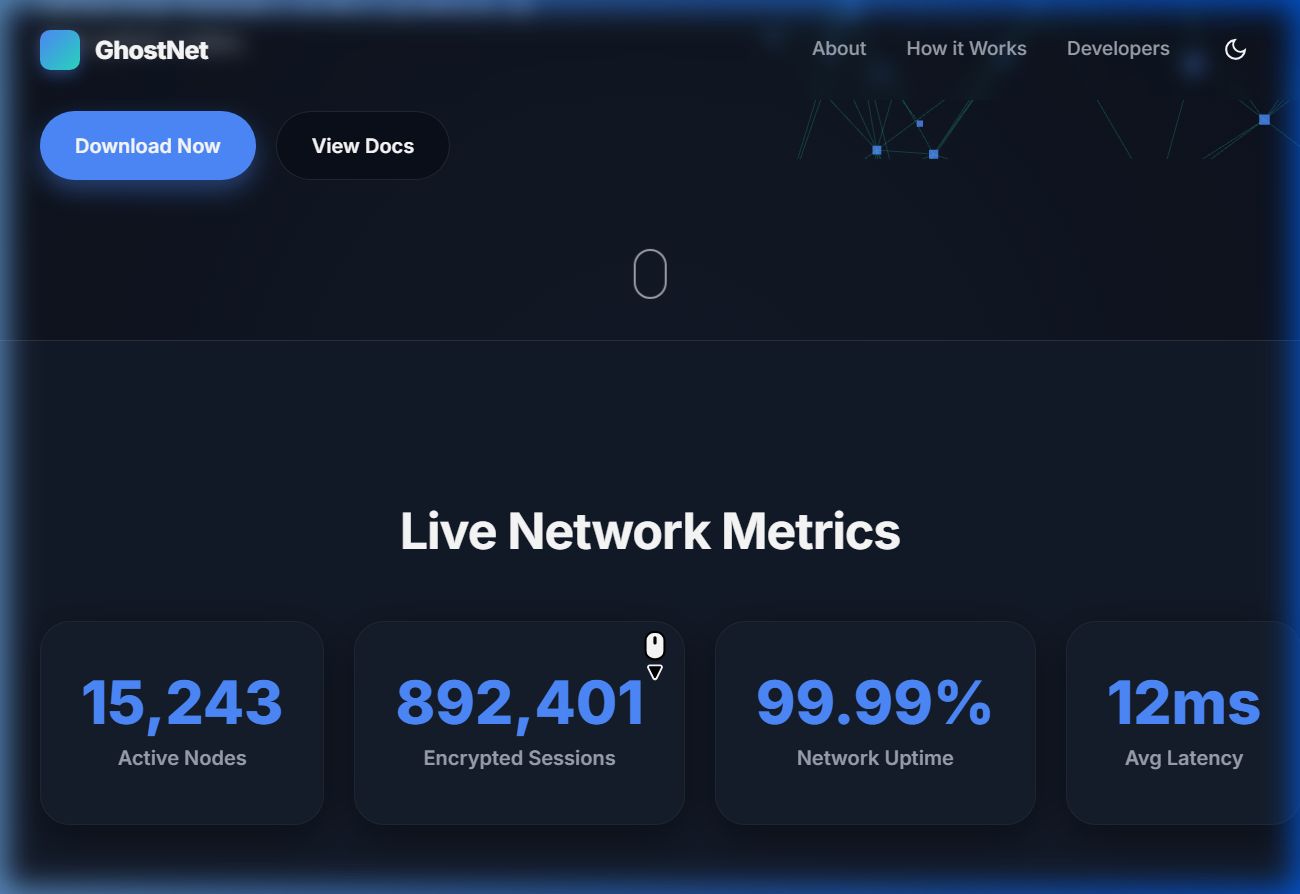 GhostNet
About
How it Works
Developers
Download Now
View Docs
Live Network Metrics
15,243
Active Nodes
892,401
Encrypted Sessions
99.99%
Network Uptime
12ms
Avg Latency